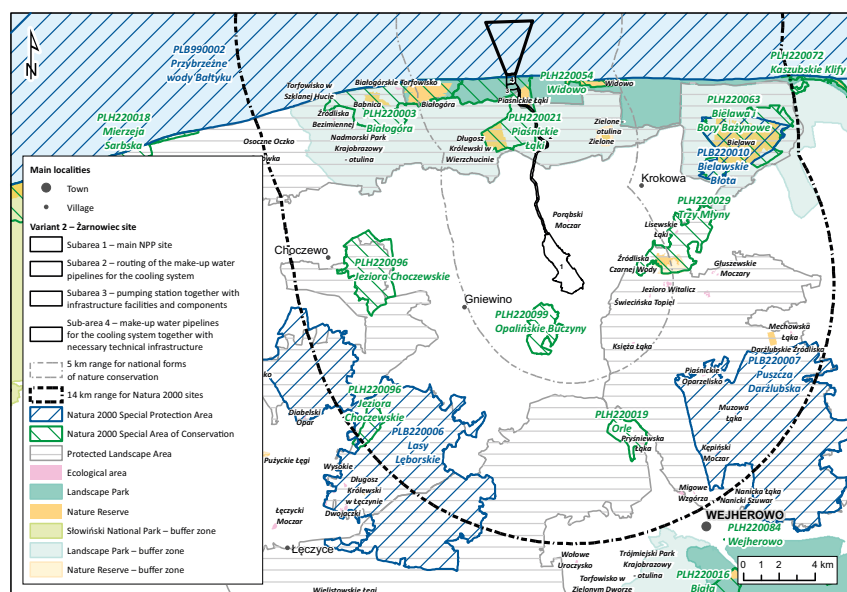 N
PLB990002
Przybrzeżne
wody Bałtyku
PLH220072
Kaszubskie Klify
PLH220054
Widowo
Widowo
Białogórskie Torfowisko
Torfowisko w
Szklanej Hucie
Babnica
Białogóra
Piaśnickie Łąki
PLH220018
Mierzeja
Sarbska
Źródliska
Bezimienne
PLH220003
Białogóra
PLH220021
Piaśnickie
Łąki
PLH220063
Bielawa i
Bory Bażynowe
Bielawa
PLB220010
Bielawskie
Błota
Nadmorski Park
Krajobrazowy
- otulina
Osoczne Oczko
Długosz
Królewski w
Wierzchucinie
Zielone -
otulina
Zielone
Krokowa
PLH220029
Trzy Młyny
Lisewskie
Łąki
Porąbski
Moczar
Źródliska
Czarnej Wody
Głuszewskie
Moczary
Jezioro Witalicz
Świecińska Topiel
Choczewo
PLH220096
Jeziora Choczewskie
Gniewino
1
2
3
PLH220099
Opalińskie Buczyny
Księża Łąka
Mechowska
Łąka
Darżlubskie Źródliska
PLB220007
Puszcza
Darżlubska
Piaśnickie
Oparzelisko
Muzowa
Łąka
Kępiński
Moczar
PLH220096
Jeziora
Choczewskie
Diabelski
Opar
PLB220006
Lasy
Lęborskie
PLH220019
Orle
Pryśniewska
Łąka
Pużyckie Łęgi
Wysokie
Długosz
Królewski
w Łęczynie
Dwojaczki
Łęczycki
Moczar
Łęczyce
Migowe
Wzgórza
Nanicka Łąka
Nanicki Szuwar
WEJHEROWO
PLH220084
Wejherowo
Wołowe
Uroczysko
Trójmiejski Park
Krajobrazowy
- otulina
Torfowisko w
Zielonym Dworze
PLH220016
Biała
Wielistowskie Łęgi
0 1 2 4 km
Main localities
Town
Village
Variant 2 – Żarnowiec site
Subarea 1 – main NPP site
Subarea 2 – routing of the make-up water
pipelines for the cooling system
Subarea 3 – pumping station together with
infrastructure facilities and components
Sub-area 4 – make-up water pipelines
for the cooling system together with
necessary technical infrastructure
5 km range for national forms
of nature conservation
14 km range for Natura 2000 sites
Natura 2000 Special Protection Area
Natura 2000 Special Area of Conservation
Protected Landscape Area
Ecological area
Landscape Park
Nature Reserve
Słowiński National Park – buffer zone
Landscape Park – buffer zone
Nature Reserve – buffer zone